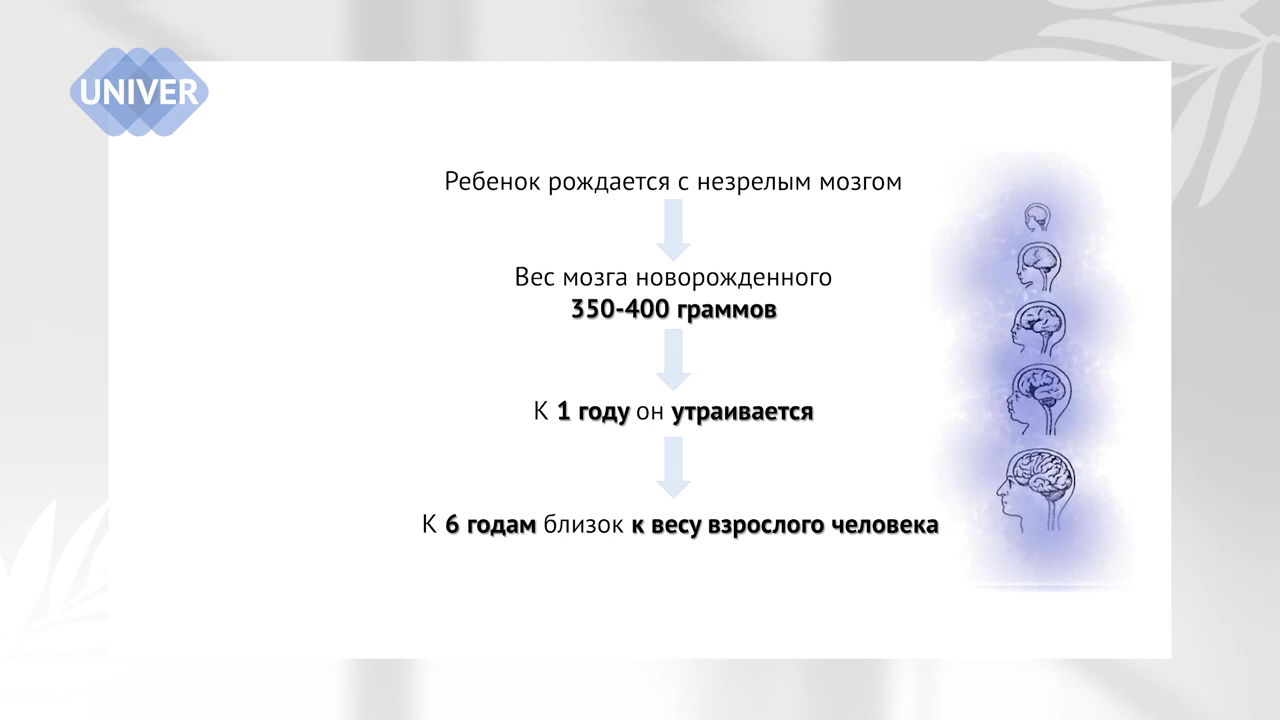 UNIVER
Ребенок рождается с незрелым мозгом
Вес мозга новорожденного
350-400 граммов
К 1 году он утраивается
К 6 годам близок к весу взрослого человека